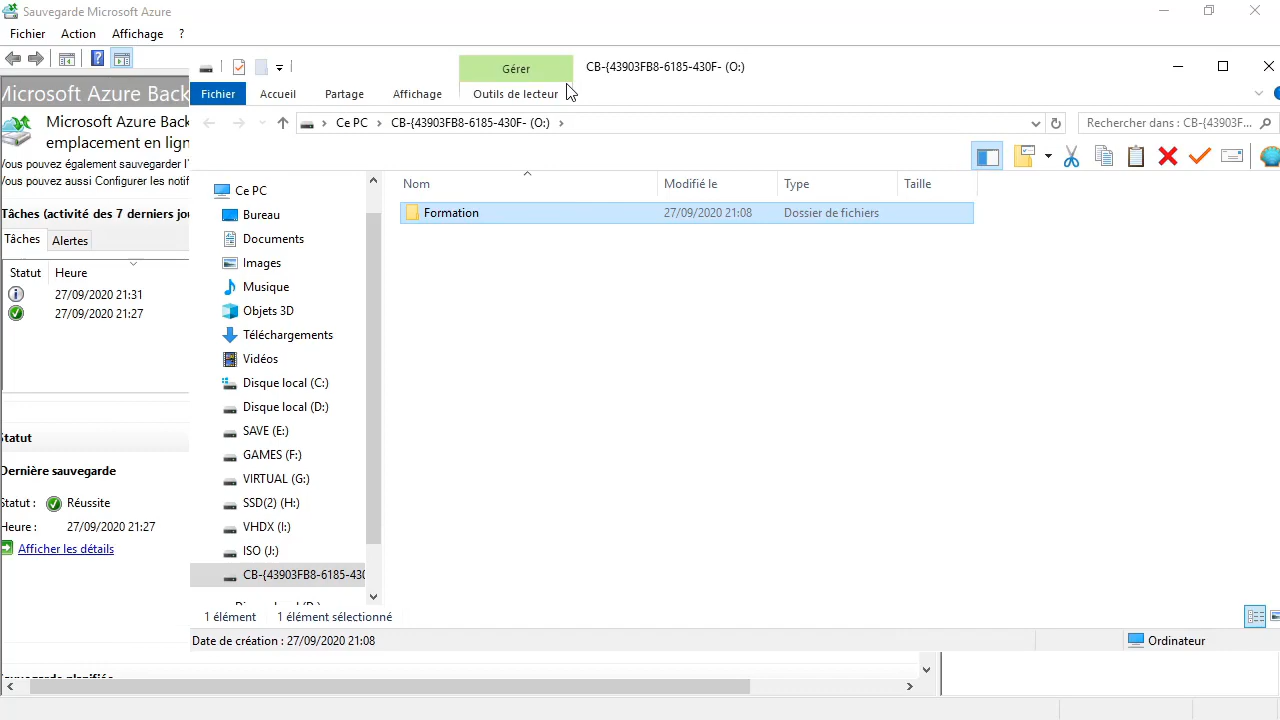 Sauvegarde Microsoft Azure
Fichier Action Affichage ?
Gérer
CB-{43903FB8-6185-430F- (O:)
Fichier Accueil Partage Affichage Outils de lecteur
Ce PC CB-{43903FB8-6185-430F- (O:)
Rechercher dans : CB-{43903F...
Microsoft Azure Back
Microsoft Azure Back
emplacement en lign
Vous pouvez également sauvegarder l'
Vous pouvez aussi Configurer les notif
Tâches (activité des 7 derniers jou
Tâches Alertes
Statut Heure
27/09/2020 21:31
27/09/2020 21:27
Statut
Dernière sauvegarde
Statut : Réussite
Heure : 27/09/2020 21:27
Afficher les détails
Ce PC
Bureau
Documents
Images
Musique
Objets 3D
Téléchargements
Vidéos
Disque local (C:)
Disque local (D:)
SAVE (E:)
GAMES (F:)
VIRTUAL (G:)
SSD(2) (H:)
VHDX (I:)
ISO (J:)
CB-{43903FB8-6185-430
Nom Modifié le Type Taille
Formation 27/09/2020 21:08 Dossier de fichiers
1 élément 1 élément sélectionné
Date de création : 27/09/2020 21:08
Ordinateur